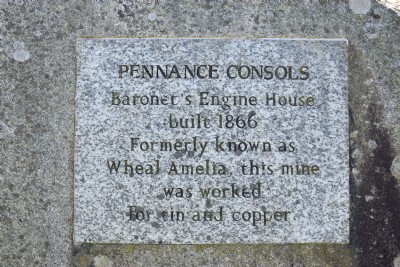 PENNANCE CONSOLS
Baronet's Engine House
built 1866
Formerly known as
Wheal Amelia, this mine
was worked
for tin and copper